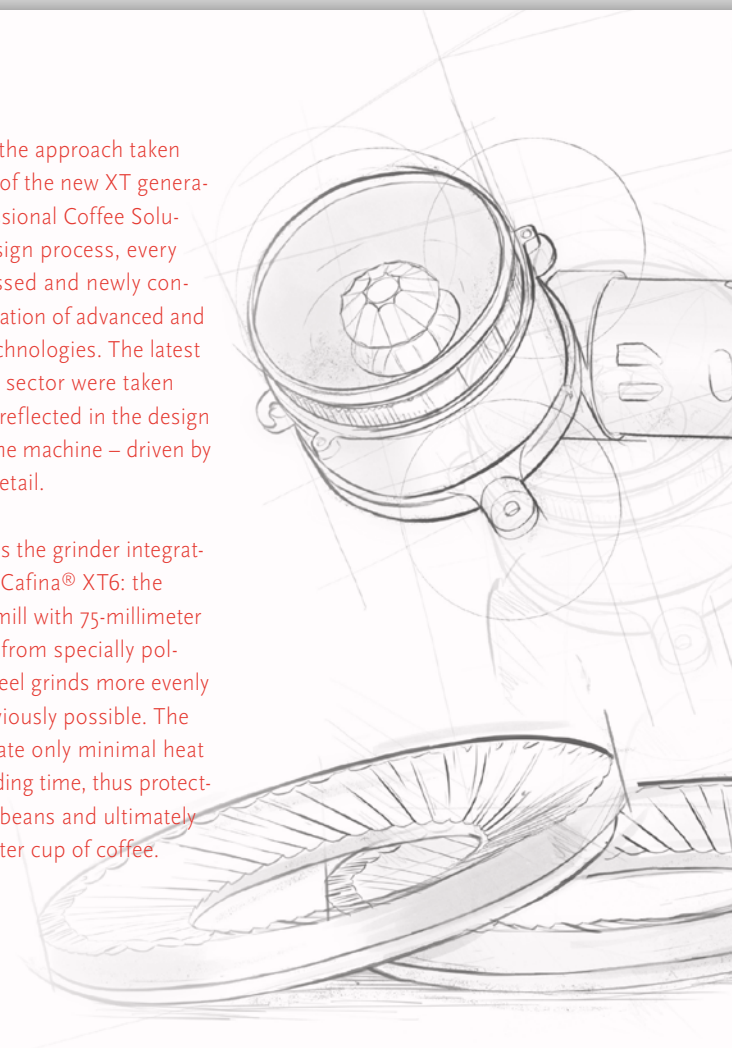 the approach taken
of the new XT genera-
sional Coffee Solu-
sign process, every
ssed and newly con-
ation of advanced and
chnologies. The latest
sector were taken
reflected in the design
ne machine – driven by
etail.
s the grinder integrat-
Cafina® XT6: the
mill with 75-millimeter
from specially pol-
eel grinds more evenly
viously possible. The
ate only minimal heat
ding time, thus protect-
beans and ultimately
ter cup of coffee.